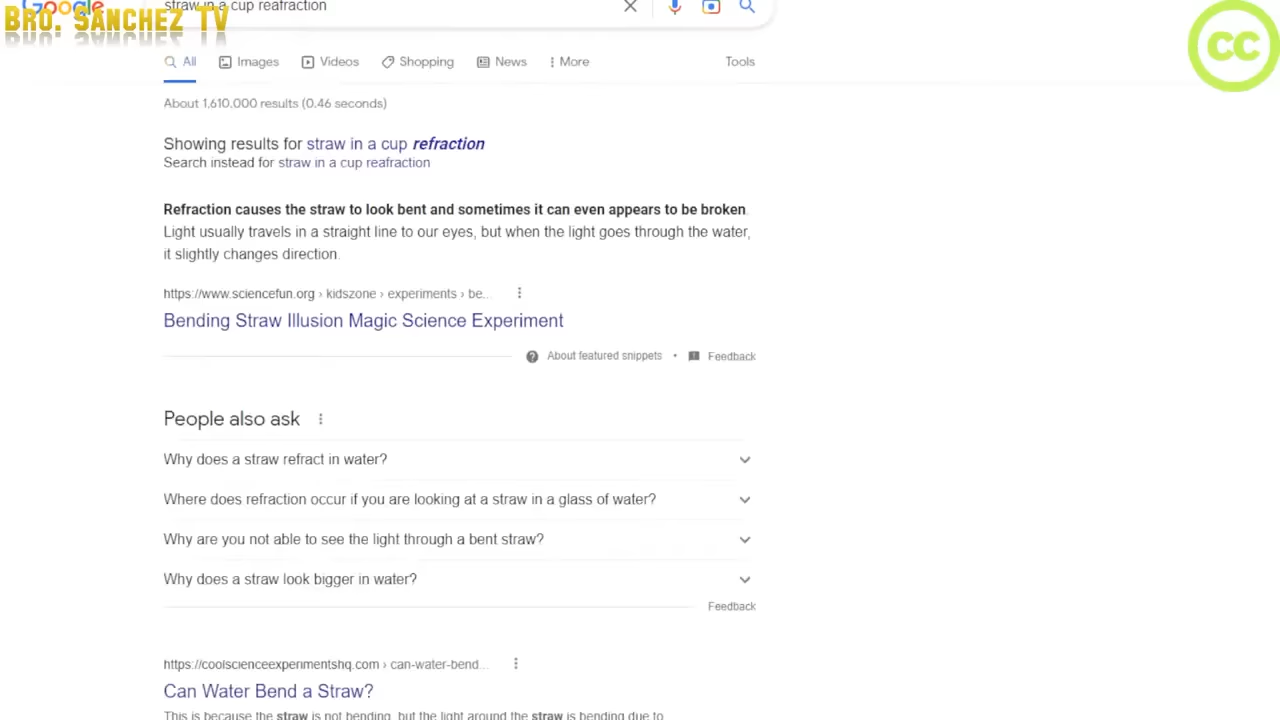 Google
BRO. SANCHEZ TV
straw in a cup reafraction
CC
All Images Videos Shopping News More Tools
About 1,610,000 results (0.46 seconds)
Showing results for straw in a cup refraction
Search instead for straw in a cup reafraction
Refraction causes the straw to look bent and sometimes it can even appears to be broken.
Light usually travels in a straight line to our eyes, but when the light goes through the water,
it slightly changes direction.
https://www.sciencefun.org › kidszone › experiments › be...
Bending Straw Illusion Magic Science Experiment
About featured snippets • Feedback
People also ask
Why does a straw refract in water?
Where does refraction occur if you are looking at a straw in a glass of water?
Why are you not able to see the light through a bent straw?
Why does a straw look bigger in water?
Feedback
https://coolscienceexperimentshq.com › can-water-bend...
Can Water Bend a Straw?
This is because the straw is not bending, but the light around the straw is bending due to